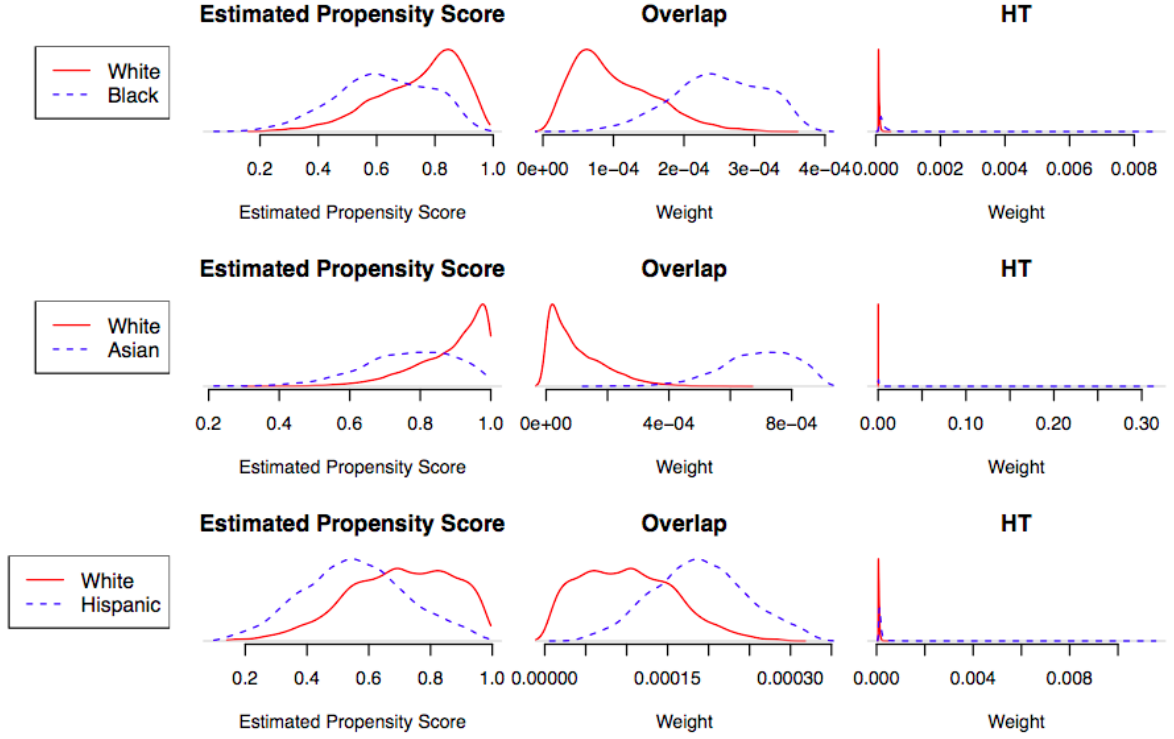 Estimated Propensity Score Overlap HT
White
Black
0.2 0.4 0.6 0.8 1.0 0e+00 1e−04 2e−04 3e−04 4e−04 0.000 0.002 0.004 0.006 0.008
Estimated Propensity Score Weight Weight
Estimated Propensity Score Overlap HT
White
Asian
0.2 0.4 0.6 0.8 1.0 0e+00 4e−04 8e−04 0.00 0.10 0.20 0.30
Estimated Propensity Score Weight Weight
Estimated Propensity Score Overlap HT
White
Hispanic
0.2 0.4 0.6 0.8 1.0 0.00000 0.00015 0.00030 0.000 0.004 0.008
Estimated Propensity Score Weight Weight